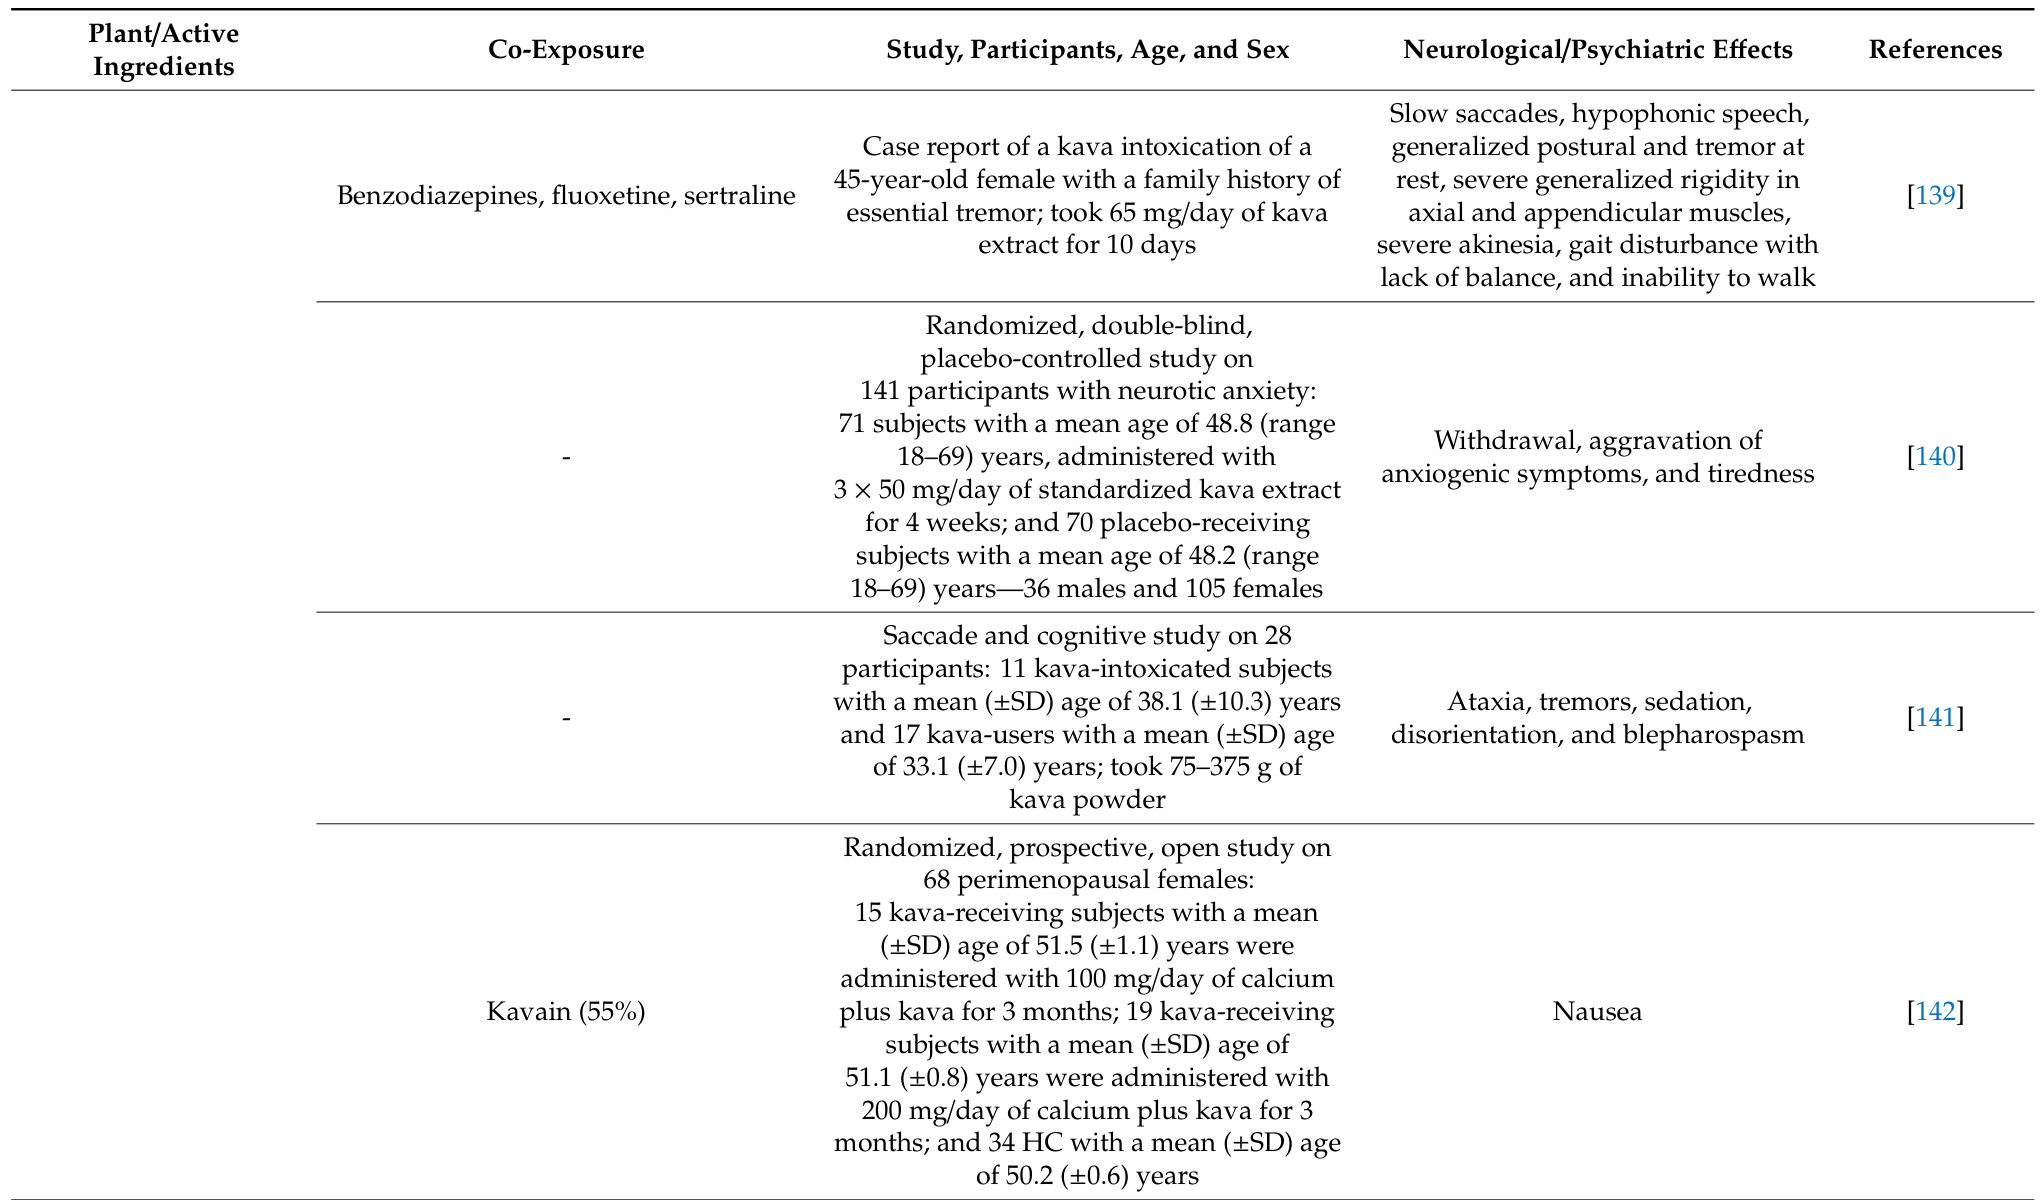 Plant/Active
Ingredients
Co-Exposure
Study, Participants, Age, and Sex
Neurological/Psychiatric Effects
References
Benzodiazepines, fluoxetine, sertraline
Case report of a kava intoxication of a
45-year-old female with a family history of
essential tremor; took 65 mg/day of kava
extract for 10 days
Slow saccades, hypophonic speech,
generalized postural and tremor at
rest, severe generalized rigidity in
axial and appendicular muscles,
severe akinesia, gait disturbance with
lack of balance, and inability to walk
[139]
-
Randomized, double-blind,
placebo-controlled study on
141 participants with neurotic anxiety:
71 subjects with a mean age of 48.8 (range
18–69) years, administered with
3 × 50 mg/day of standardized kava extract
for 4 weeks; and 70 placebo-receiving
subjects with a mean age of 48.2 (range
18–69) years—36 males and 105 females
Withdrawal, aggravation of
anxiogenic symptoms, and tiredness
[140]
-
Saccade and cognitive study on 28
participants: 11 kava-intoxicated subjects
with a mean (±SD) age of 38.1 (±10.3) years
and 17 kava-users with a mean (±SD) age
of 33.1 (±7.0) years; took 75–375 g of
kava powder
Ataxia, tremors, sedation,
disorientation, and blepharospasm
[141]
Kavain (55%)
Randomized, prospective, open study on
68 perimenopausal females:
15 kava-receiving subjects with a mean
(±SD) age of 51.5 (±1.1) years were
administered with 100 mg/day of calcium
plus kava for 3 months; 19 kava-receiving
subjects with a mean (±SD) age of
51.1 (±0.8) years were administered with
200 mg/day of calcium plus kava for 3
months; and 34 HC with a mean (±SD) age
of 50.2 (±0.6) years
Nausea
[142]